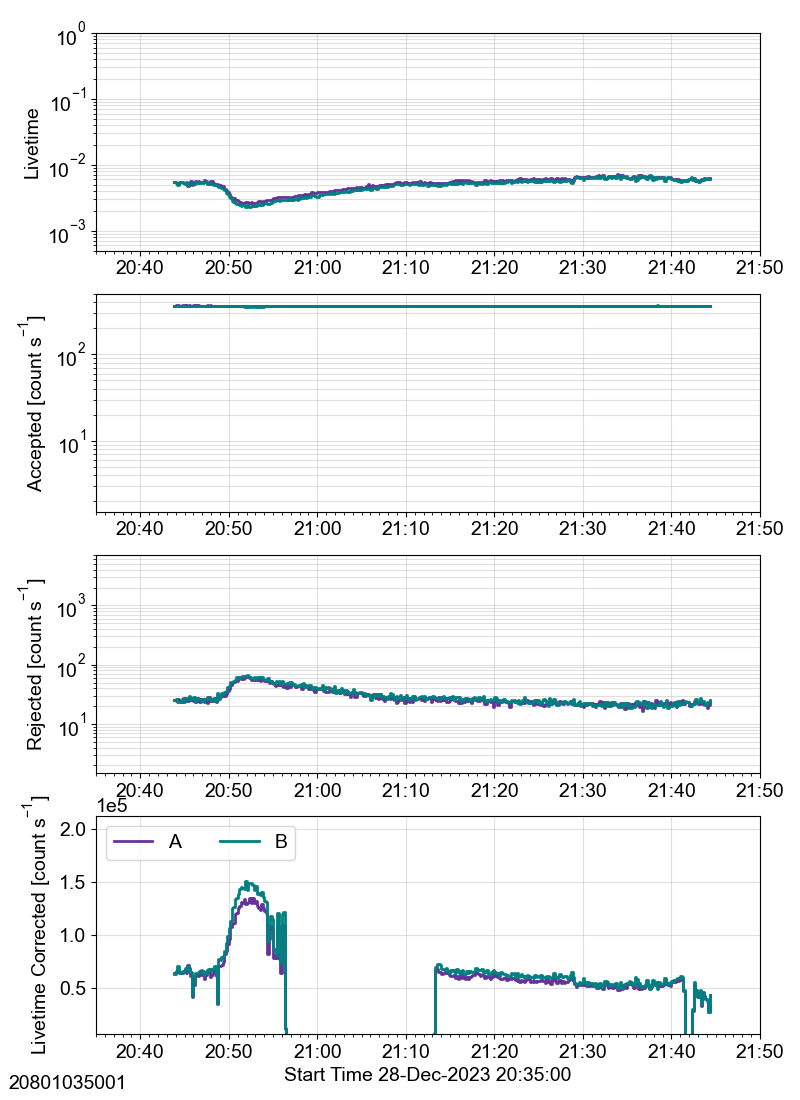 Livetime
10^0
10^−1
10^−2
10^−3
20:40 20:50 21:00 21:10 21:20 21:30 21:40 21:50
Accepted [count s^−1]
10^2
10^1
20:40 20:50 21:00 21:10 21:20 21:30 21:40 21:50
Rejected [count s^−1]
10^3
10^2
10^1
20:40 20:50 21:00 21:10 21:20 21:30 21:40 21:50
Livetime Corrected [count s^−1]
1e5
2.0
A B
1.5
1.0
0.5
20:40 20:50 21:00 21:10 21:20 21:30 21:40 21:50
Start Time 28-Dec-2023 20:35:00
20801035001